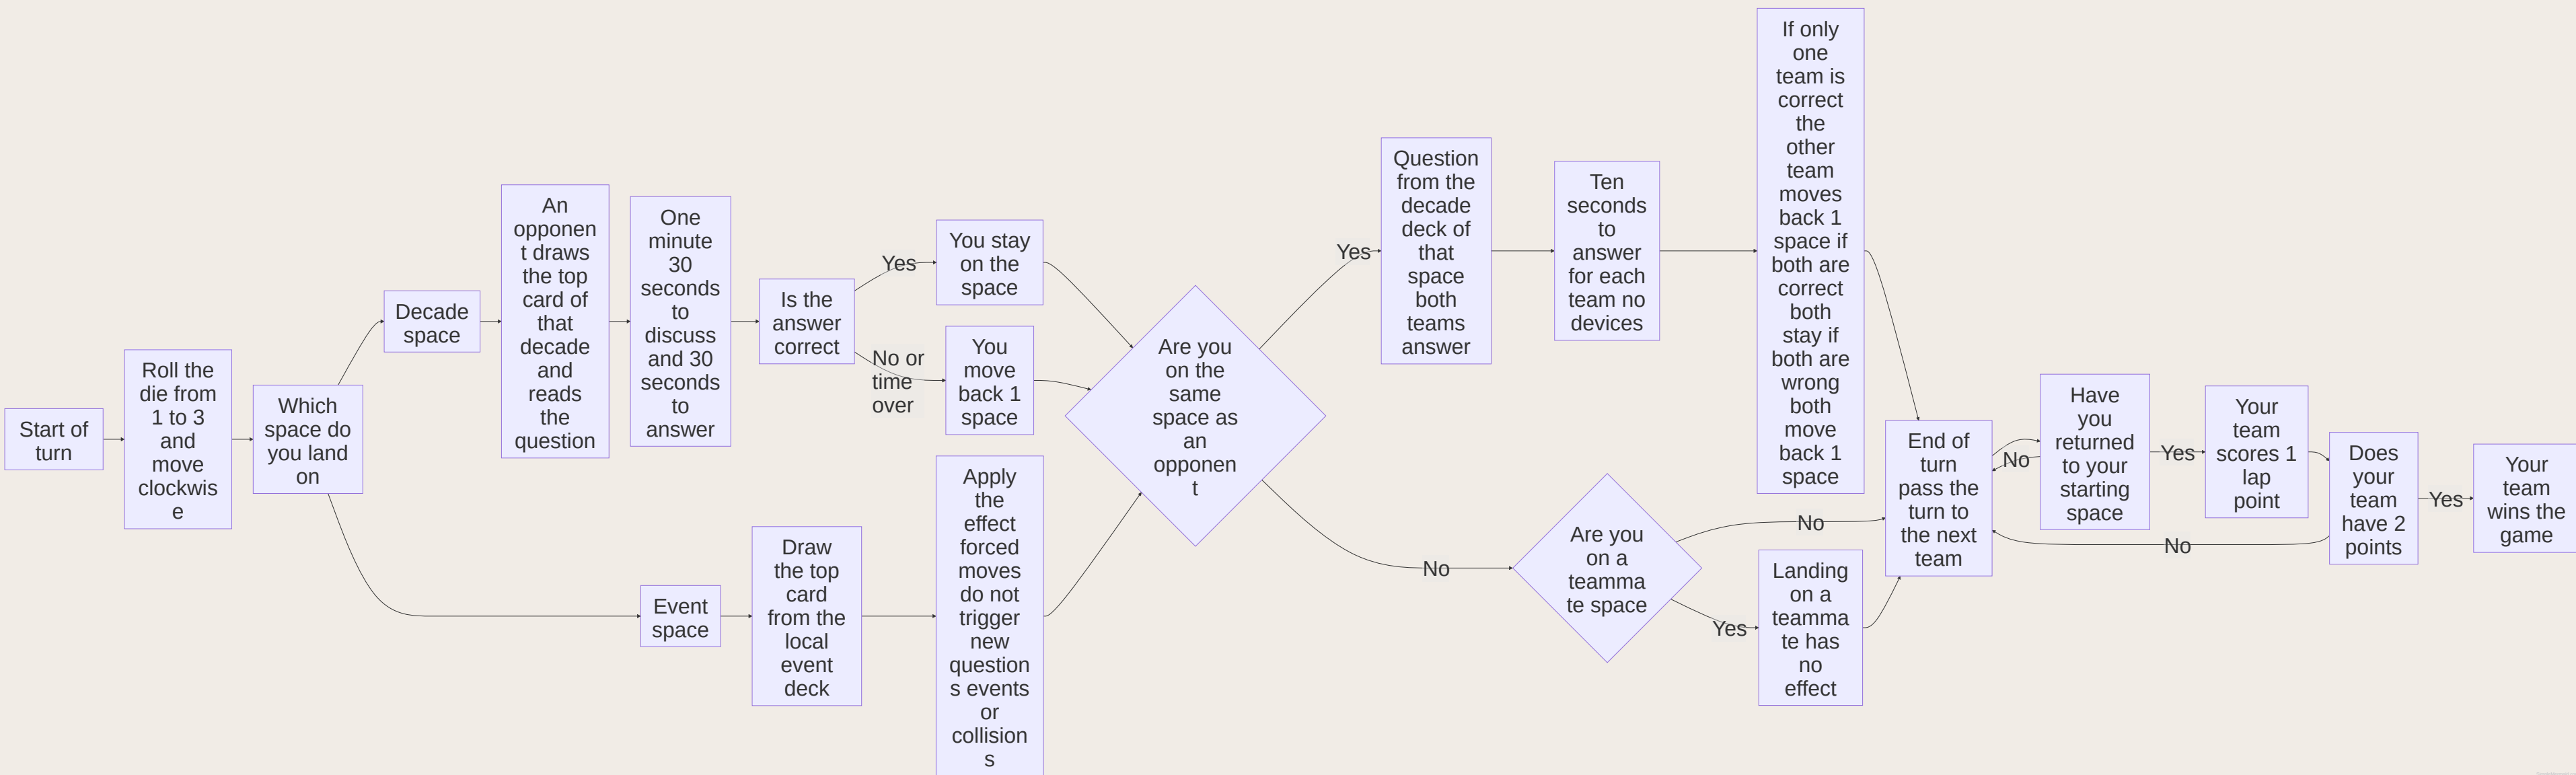 Start of
turn
Roll the
die from
1 to 3
and
move
clockwis
e
Which
space do
you land
on
Decade
space
An
opponen
t draws
the top
card of
that
decade
and
reads
the
question
One
minute
30
seconds
to
discuss
and 30
seconds
to
answer
Is the
answer
correct
Yes
No or
time
over
You stay
on the
space
You
move
back 1
space
Event
space
Draw
the top
card
from the
local
event
deck
Apply
the
effect
forced
moves
do not
trigger
new
question
s events
or
collision
s
Are you
on the
same
space as
an
opponen
t
Yes
No
Question
from the
decade
deck of
that
space
both
teams
answer
Ten
seconds
to
answer
for each
team no
devices
If only
one
team is
correct
the
other
team
moves
back 1
space if
both are
correct
both
stay if
both are
wrong
both
move
back 1
space
Are you
on a
teamma
te space
No
Yes
Landing
on a
teamma
te has
no
effect
End of
turn
pass the
turn to
the next
team
No
Have
you
returned
to your
starting
space
Yes
Your
team
scores 1
lap
point
No
Does
your
team
have 2
points
Yes
Your
team
wins the
game